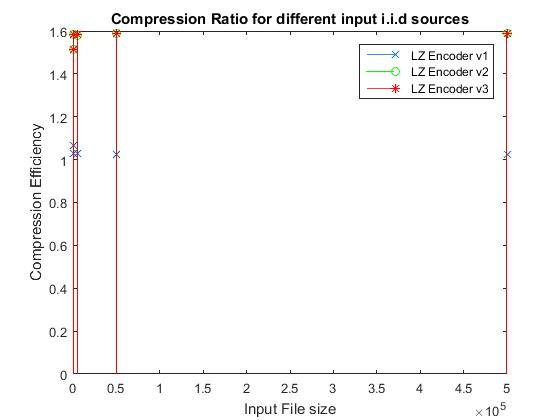 Compression Ratio for different input i.i.d sources
1.6
1.4
1.2
1
0.8
0.6
0.4
0.2
0
Compression Efficiency
LZ Encoder v1
LZ Encoder v2
LZ Encoder v3
0 0.5 1 1.5 2 2.5 3 3.5 4 4.5 5
Input File size
×10^5